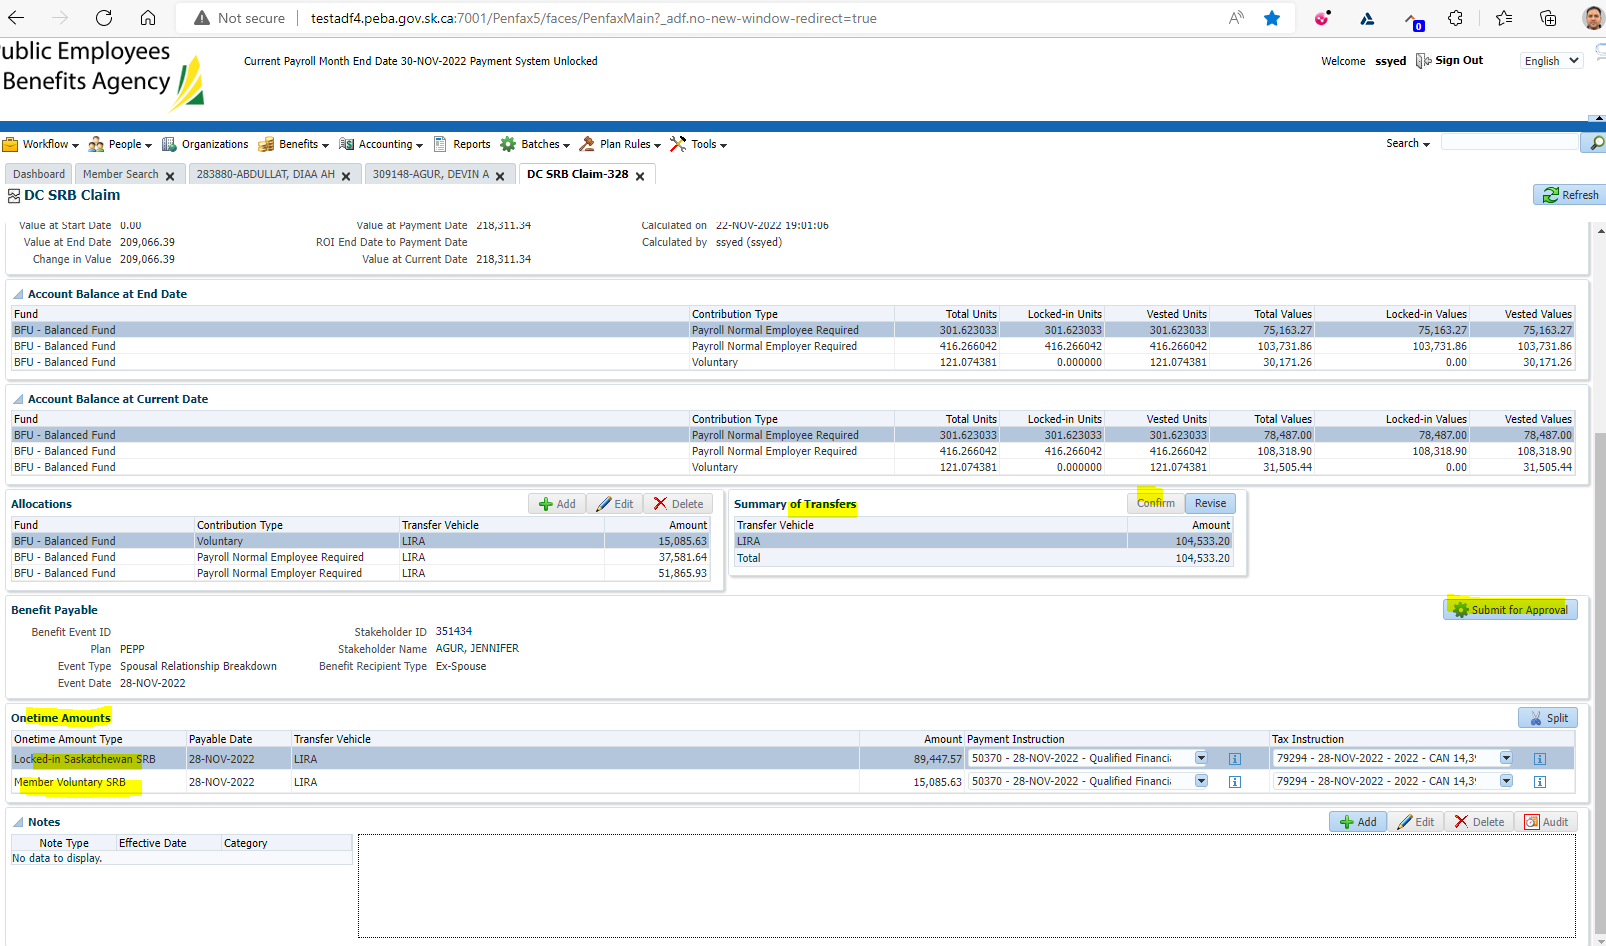 Not secure testadf4.peba.gov.sk.ca:7001/Penfax5/faces/PenfaxMain?_adf.no-new-window-redirect=true
0
ublic Employees
Benefits Agency
Current Payroll Month End Date 30-NOV-2022 Payment System Unlocked
Welcome ssyed Sign Out English
Workflow People Organizations Benefits Accounting Reports Batches Plan Rules Tools Search
Dashboard Member Search 283880-ABDULLAT, DIAA AH 309148-AGUR, DEVIN A DC SRB Claim-328
DC SRB Claim Refresh
Value at Start Date 0.00 Value at Payment Date 218,311.34 Calculated on 22-NOV-2022 19:01:06
Value at End Date 209,066.39 ROI End Date to Payment Date Calculated by ssyed (ssyed)
Change in Value 209,066.39 Value at Current Date 218,311.34
Account Balance at End Date
Fund Contribution Type Total Units Locked-in Units Vested Units Total Values Locked-in Values Vested Values
BFU - Balanced Fund Payroll Normal Employee Required 301.623033 301.623033 301.623033 75,163.27 75,163.27 75,163.27
BFU - Balanced Fund Payroll Normal Employer Required 416.266042 416.266042 416.266042 103,731.86 103,731.86 103,731.86
BFU - Balanced Fund Voluntary 121.074381 0.000000 121.074381 30,171.26 0.00 30,171.26
Account Balance at Current Date
Fund Contribution Type Total Units Locked-in Units Vested Units Total Values Locked-in Values Vested Values
BFU - Balanced Fund Payroll Normal Employee Required 301.623033 301.623033 301.623033 78,487.00 78,487.00 78,487.00
BFU - Balanced Fund Payroll Normal Employer Required 416.266042 416.266042 416.266042 108,318.90 108,318.90 108,318.90
BFU - Balanced Fund Voluntary 121.074381 0.000000 121.074381 31,505.44 0.00 31,505.44
Allocations Add Edit Delete
Fund Contribution Type Transfer Vehicle Amount
BFU - Balanced Fund Voluntary LIRA 15,085.63
BFU - Balanced Fund Payroll Normal Employee Required LIRA 37,581.64
BFU - Balanced Fund Payroll Normal Employer Required LIRA 51,865.93
Summary of Transfers Confirm Revise
Transfer Vehicle Amount
LIRA 104,533.20
Total 104,533.20
Benefit Payable Submit for Approval
Benefit Event ID Stakeholder ID 351434
Plan PEPP Stakeholder Name AGUR, JENNIFER
Event Type Spousal Relationship Breakdown Benefit Recipient Type Ex-Spouse
Event Date 28-NOV-2022
Onetime Amounts Split
Onetime Amount Type Payable Date Transfer Vehicle Amount Payment Instruction Tax Instruction
Locked-in Saskatchewan SRB 28-NOV-2022 LIRA 89,447.57 50370 - 28-NOV-2022 - Qualified Financi 79294 - 28-NOV-2022 - 2022 - CAN 14,3
Member Voluntary SRB 28-NOV-2022 LIRA 15,085.63 50370 - 28-NOV-2022 - Qualified Financi 79294 - 28-NOV-2022 - 2022 - CAN 14,3
Notes Add Edit Delete Audit
Note Type Effective Date Category
No data to display.